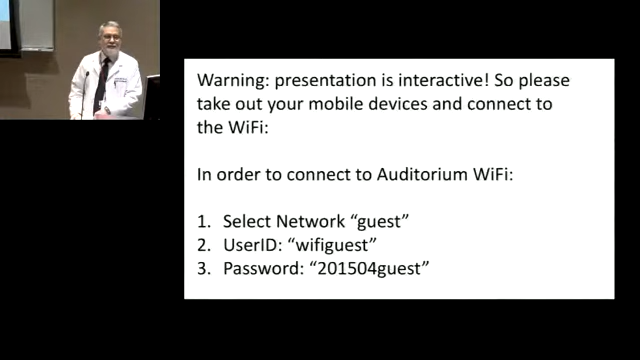 Warning: presentation is interactive! So please
take out your mobile devices and connect to
the WiFi:
In order to connect to Auditorium WiFi:
1. Select Network “guest”
2. UserID: “wifiguest”
3. Password: “201504guest”